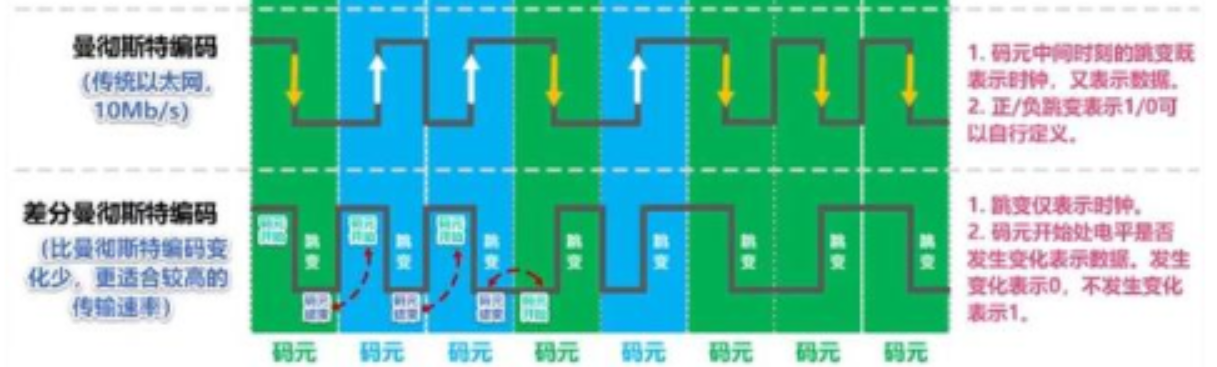 曼彻斯特编码
(传统以太网,
10Mb/s)
1. 码元中间时刻的跳变既
表示时钟，又表示数据。
2. 正/负跳变表示1/0可
以自行定义。
差分曼彻斯特编码
(比曼彻斯特编码变
化少，更适合较高的
传输速率)
码元
开始
跳
变
码元
结束
码元
开始
跳
变
码元
结束
码元
开始
跳
变
码元
结束
码元
开始
跳
变
跳
变
跳
变
跳
变
跳
变
1. 跳变仅表示时钟。
2. 码元开始处电平是否
发生变化表示数据。发生
变化表示0，不发生变化
表示1。
码元 码元 码元 码元 码元 码元 码元 码元